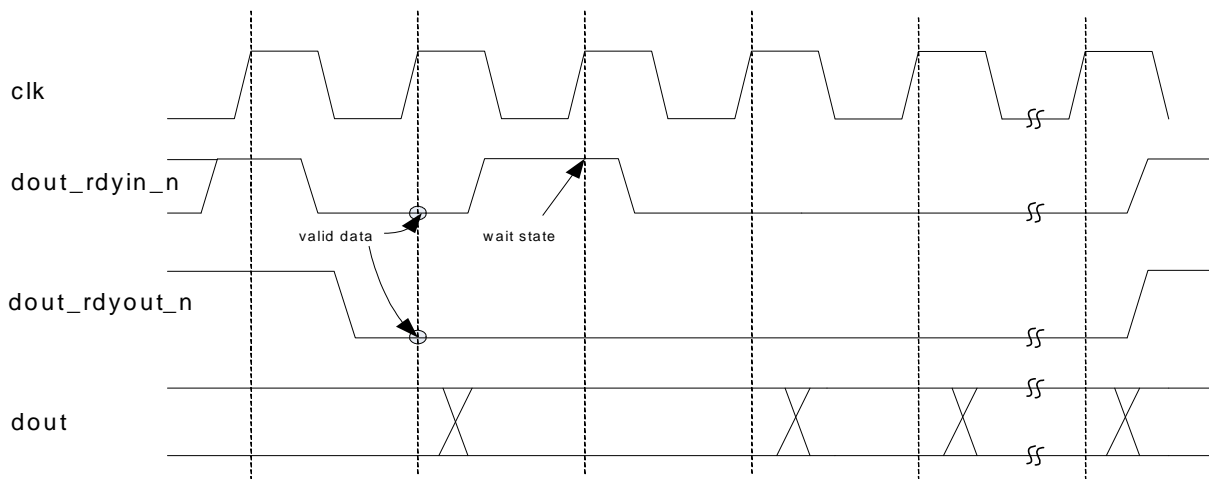 clk
dout_rdyin_n
valid data
wait state
dout_rdyout_n
dout